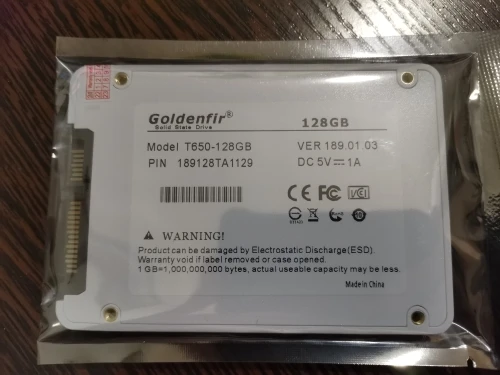 Goldenfir®
Solid State Drive
128GB
Model T650-128GB
VER 189.01.03
PIN 189128TA1129
DC 5V⎓1A
CE FC
WARNING!
Product can be damaged by Electrostatic Discharge(ESD).
Warranty void if label removed or case opened.
1 GB=1,000,000,000 bytes, actual useable capacity may be less.
Made in China